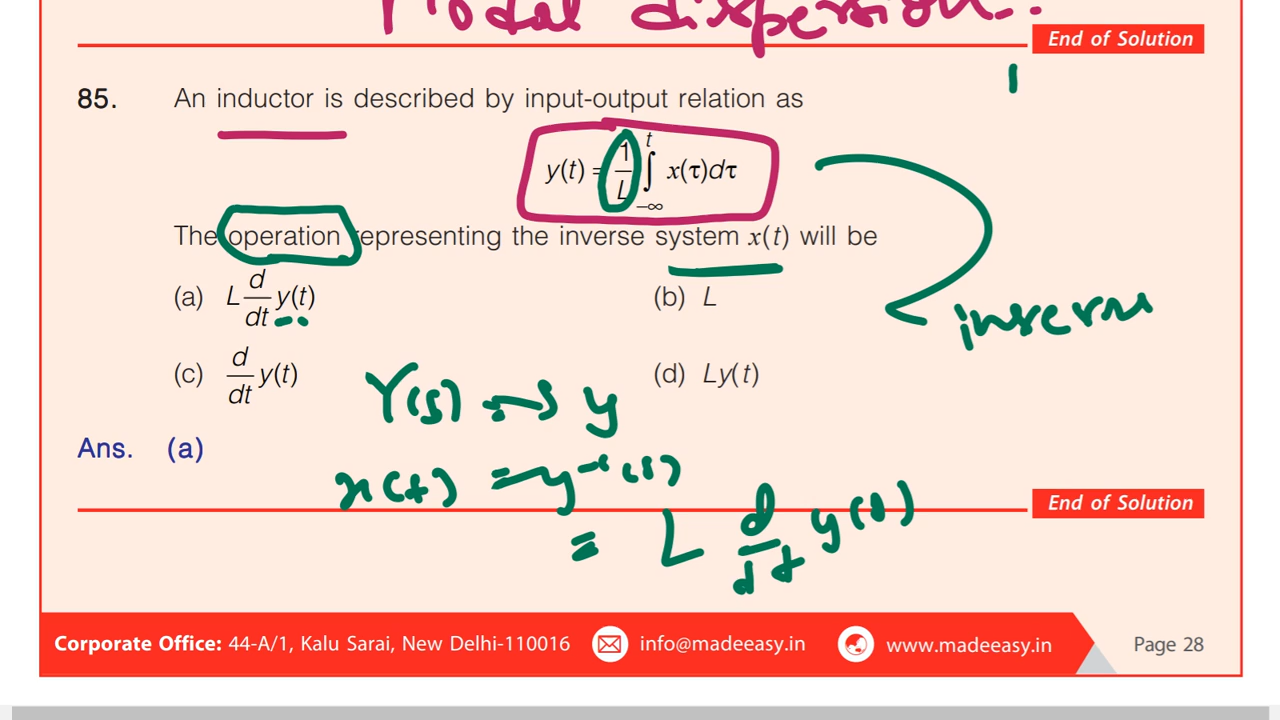 Modal dispersion.
End of Solution
85. An inductor is described by input-output relation as
y(t) = 1/L ∫_{-∞}^{t} x(τ)dτ
The operation representing the inverse system x(t) will be
(a) L d/dt y(t) (b) L
inverse
(c) d/dt y(t) (d) Ly(t)
Ans. (a)
End of Solution
= L d/dt y(t)
Corporate Office: 44-A/1, Kalu Sarai, New Delhi-110016 info@madeeasy.in www.madeeasy.in Page 28